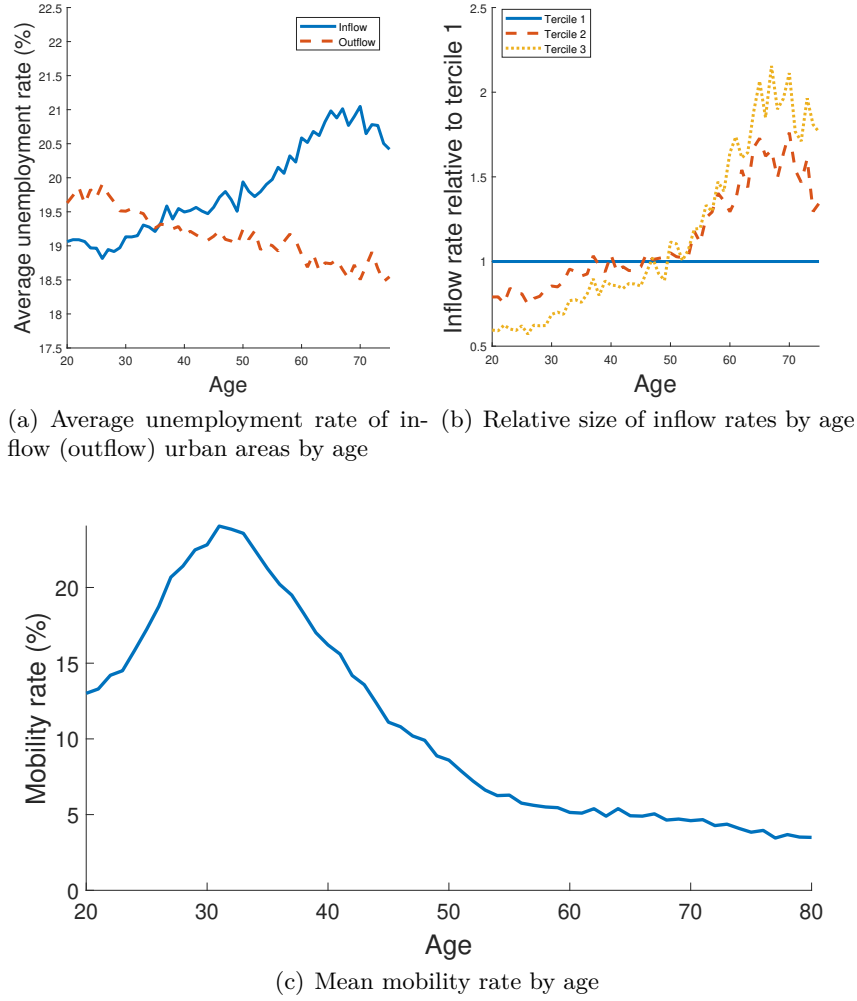 22.5
22
21.5
21
20.5
20
19.5
19
18.5
18
17.5
20
30
40
50
60
70
Age
Average unemployment rate (%)
Inflow
Outflow
2.5
2
1.5
1
0.5
20
30
40
50
60
70
Age
Inflow rate relative to tercile 1
Tercile 1
Tercile 2
Tercile 3
(a) Average unemployment rate of in-
flow (outflow) urban areas by age
(b) Relative size of inflow rates by age
20
15
10
5
0
20
30
40
50
60
70
80
Age
Mobility rate (%)
(c) Mean mobility rate by age